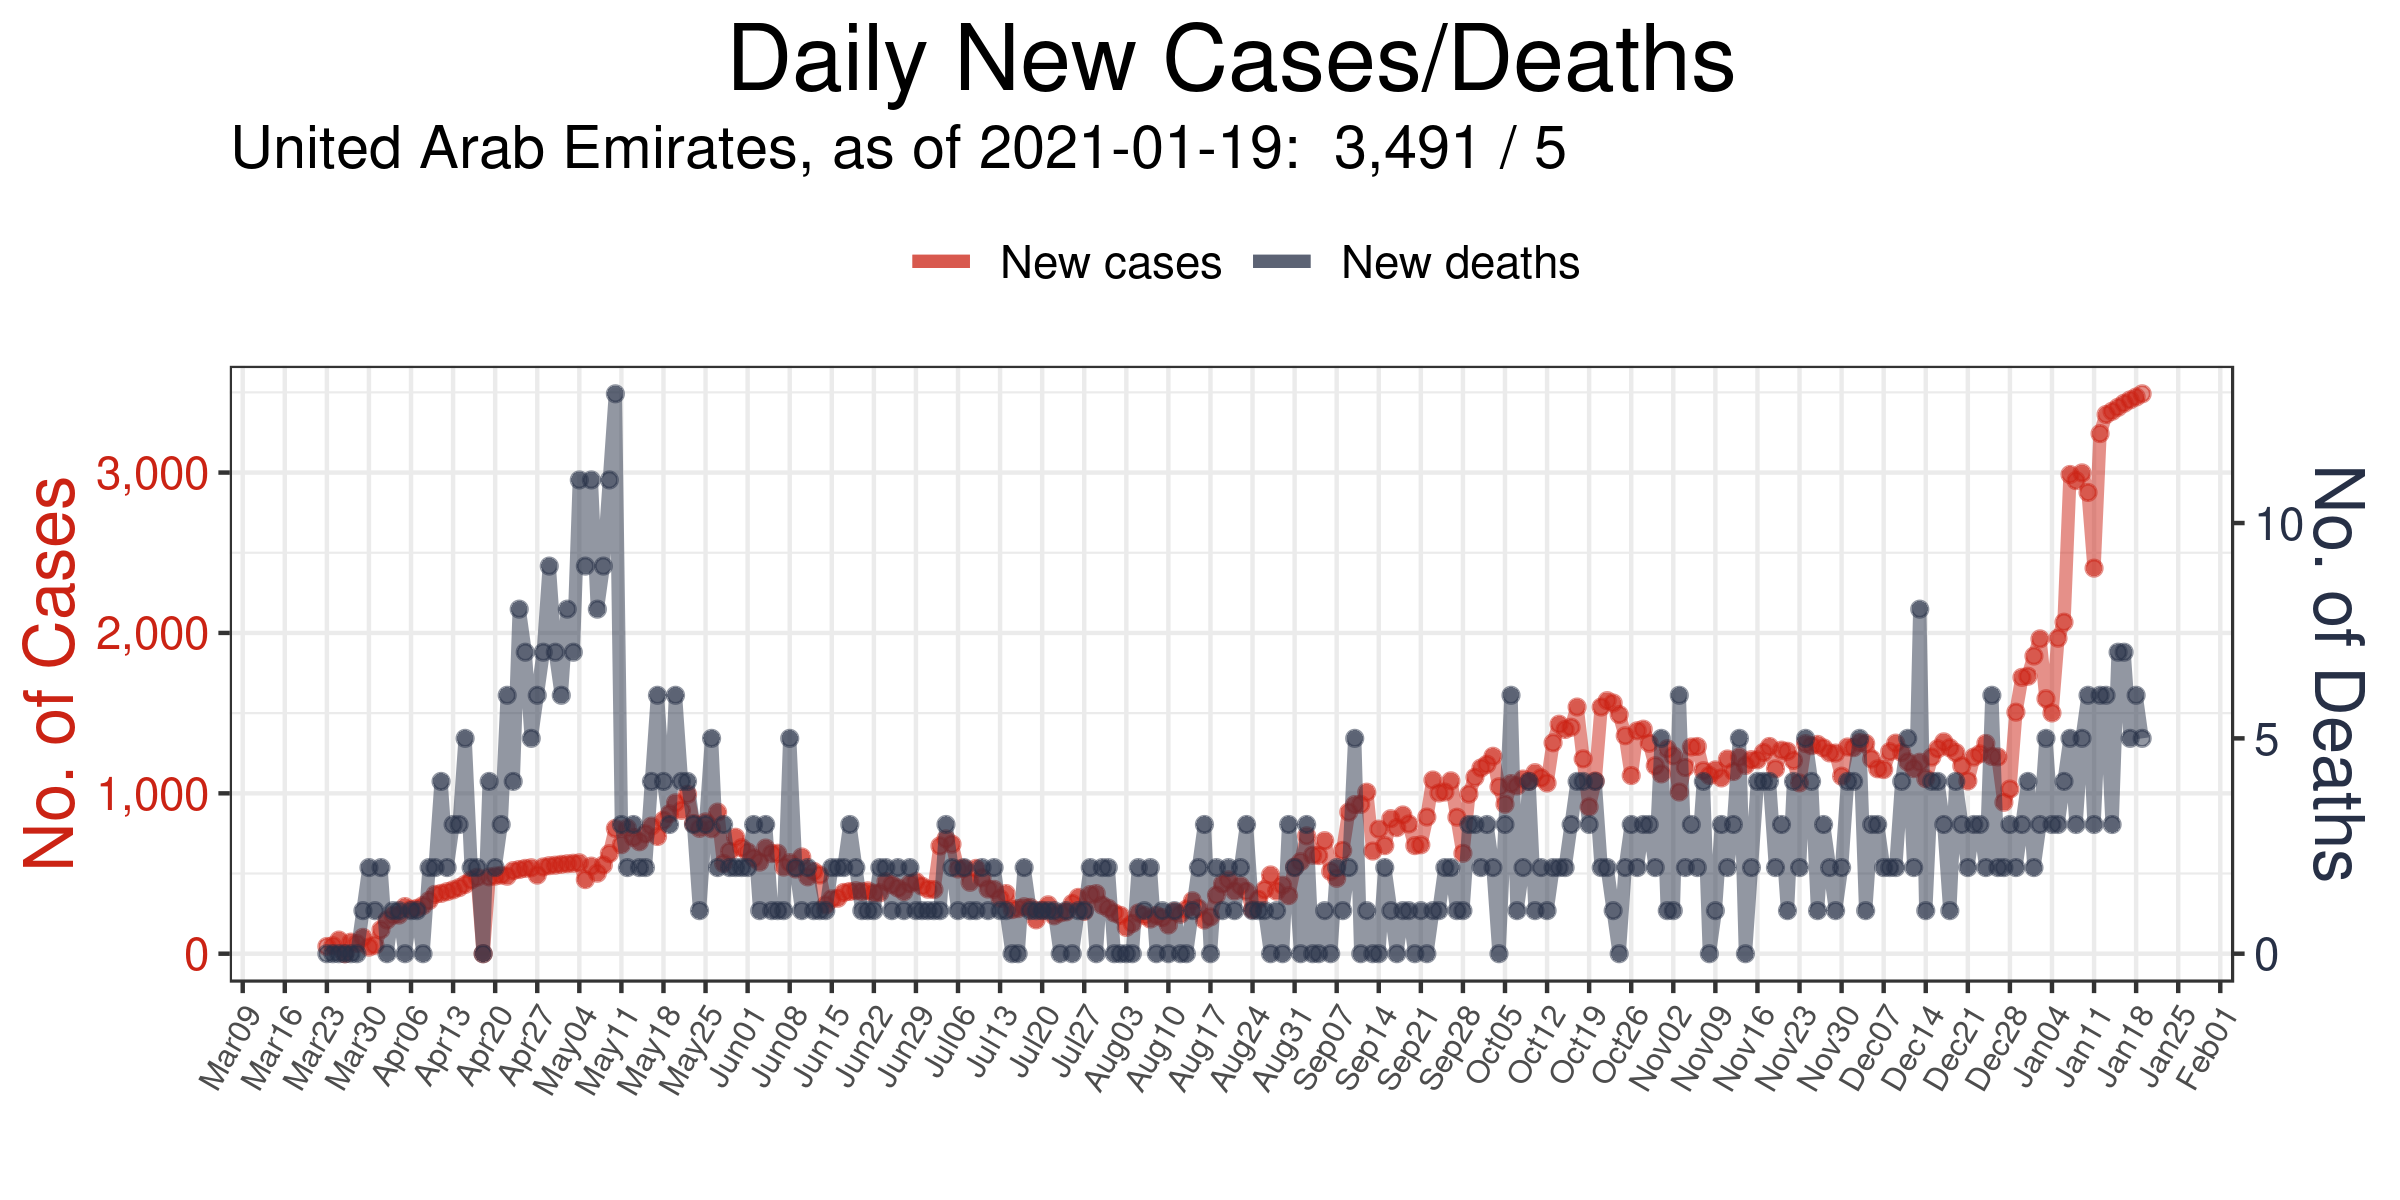 Daily New Cases/Deaths
United Arab Emirates, as of 2021-01-19:  3,491 / 5
New cases New deaths
No. of Cases
3,000
2,000
1,000
0
10
5
0
No. of Deaths
Mar09 Mar16 Mar23 Mar30 Apr06 Apr13 Apr20 Apr27 May04 May11 May18 May25 Jun01 Jun08 Jun15 Jun22 Jun29 Jul06 Jul13 Jul20 Jul27 Aug03 Aug10 Aug17 Aug24 Aug31 Sep07 Sep14 Sep21 Sep28 Oct05 Oct12 Oct19 Oct26 Nov02 Nov09 Nov16 Nov23 Nov30 Dec07 Dec14 Dec21 Dec28 Jan04 Jan11 Jan18 Jan25 Feb01